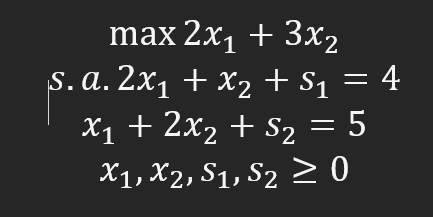 max 2x₁ + 3x₂
s. a. 2x₁ + x₂ + s₁ = 4
x₁ + 2x₂ + s₂ = 5
x₁, x₂, s₁, s₂ ≥ 0